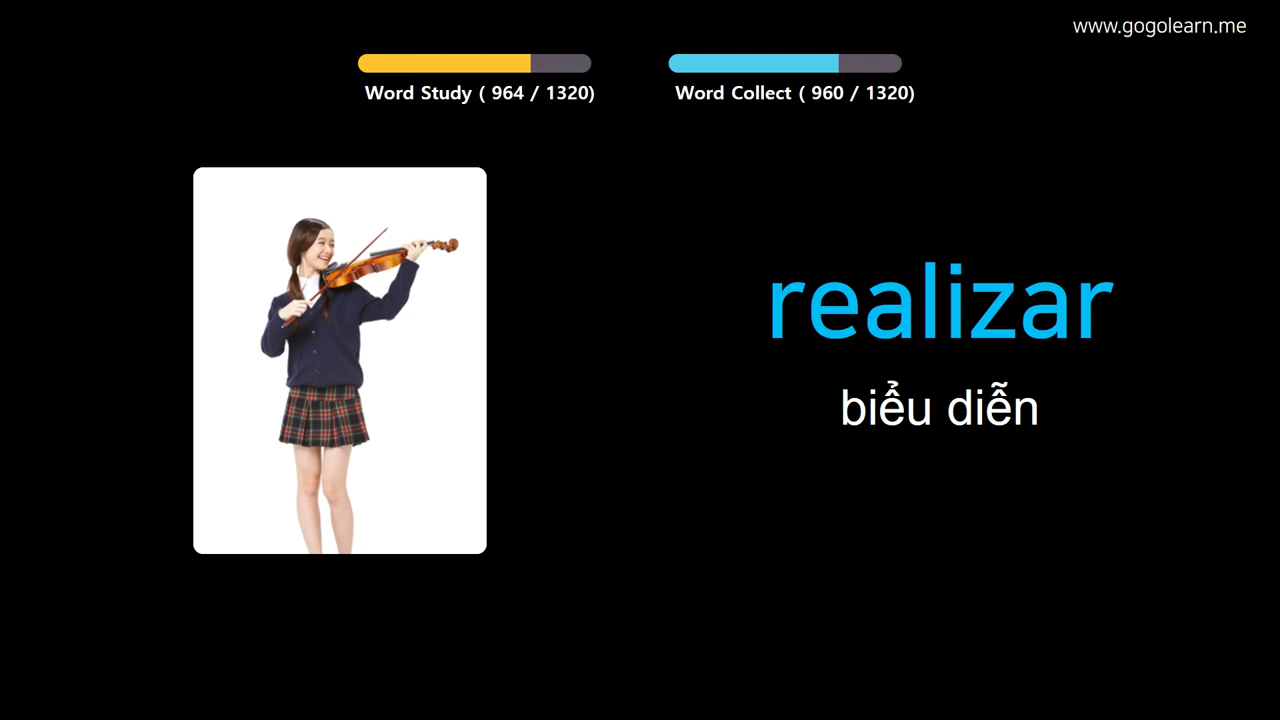 www.gogolearn.me
Word Study ( 964 / 1320)
Word Collect ( 960 / 1320)
realizar
biểu diễn